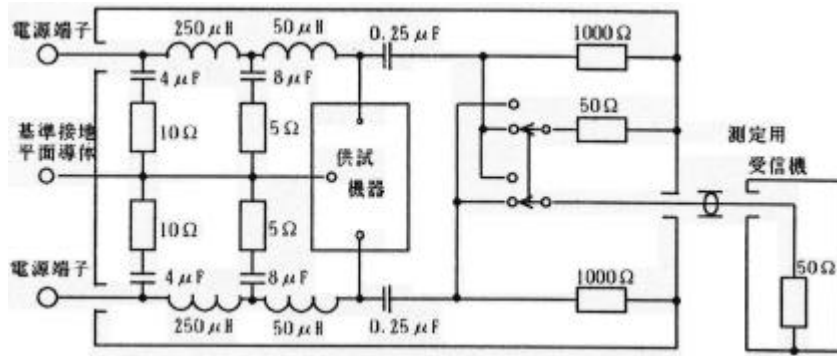 電源端子
250μH
50μH
0.25μF
1000Ω
4μF
8μF
50Ω
10Ω
5Ω
基準接地
平面導体
供試
機器
測定用
受信機
10Ω
5Ω
電源端子
4μF
8μF
1000Ω
50Ω
250μH
50μH
0.25μF